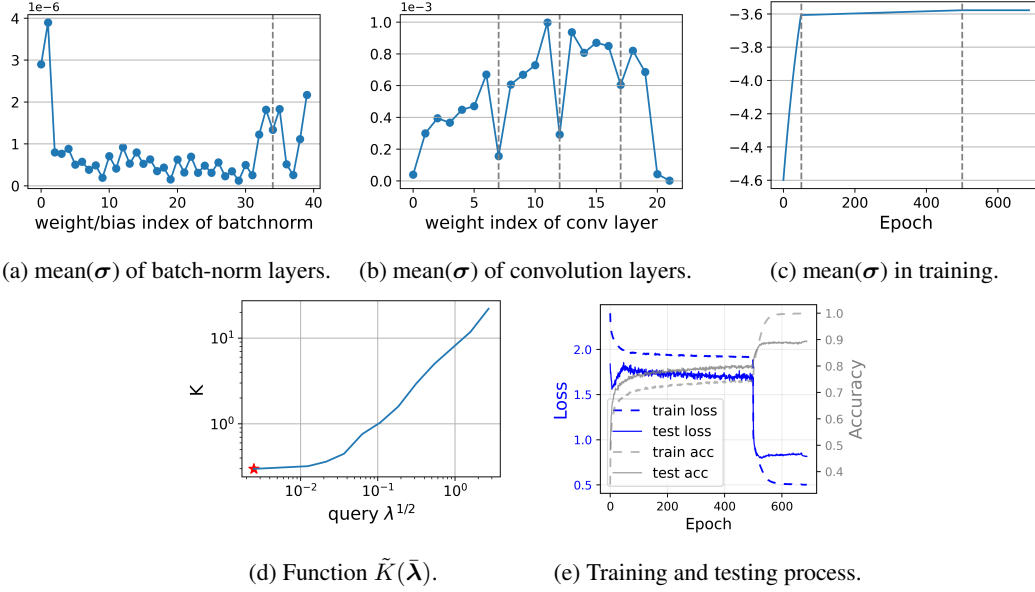 1e−6
4
3
2
1
0
0 10 20 30 40
weight/bias index of batchnorm
1e−3
1.0
0.8
0.6
0.4
0.2
0.0
0 5 10 15 20
weight index of conv layer
−3.6
−3.8
−4.0
−4.2
−4.4
−4.6
0 200 400 600
Epoch
(a) mean(σ) of batch-norm layers.
(b) mean(σ) of convolution layers.
(c) mean(σ) in training.
K
10¹
10⁰
10⁻² 10⁻¹ 10⁰
query λ^{1/2}
Loss
2.0
1.5
1.0
0.5
train loss
test loss
train acc
test acc
1.0
0.9
0.8
0.7
0.6
0.5
0.4
Accuracy
0 200 400 600
Epoch
(d) Function K̃(λ̄).
(e) Training and testing process.